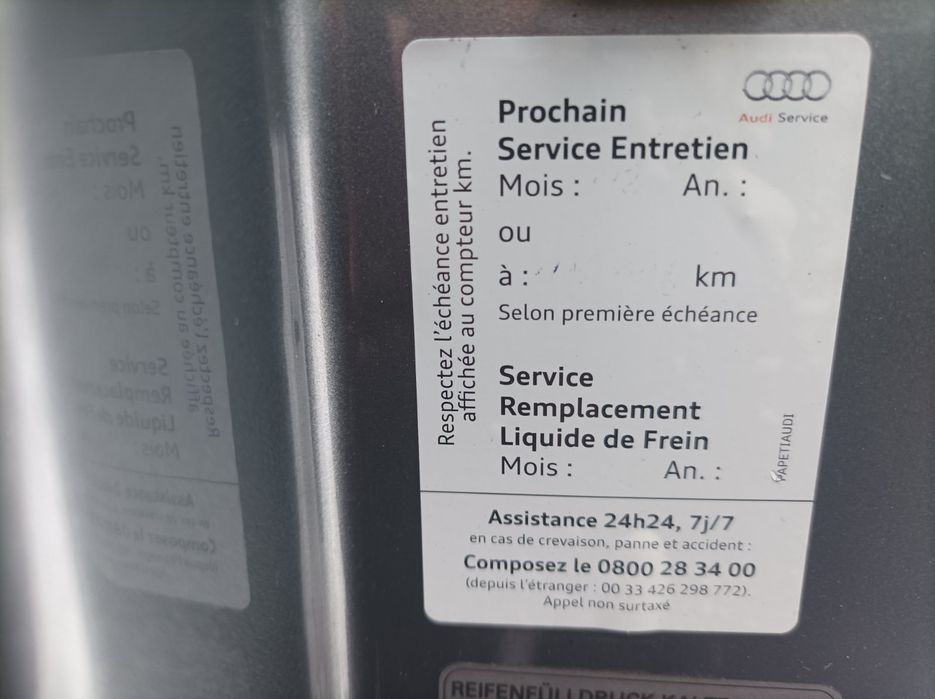 Audi Service
Prochain
Service Entretien
Mois : An. :
ou
à : km
Selon première échéance
Respectez l'échéance entretien
affichée au compteur km.
Service
Remplacement
Liquide de Frein
Mois : An. :
APETIAUDI
Assistance 24h24, 7j/7
en cas de crevaison, panne et accident :
Composez le 0800 28 34 00
(depuis l'étranger : 00 33 426 298 772).
Appel non surtaxé
REIFENFÜLLDRUCK